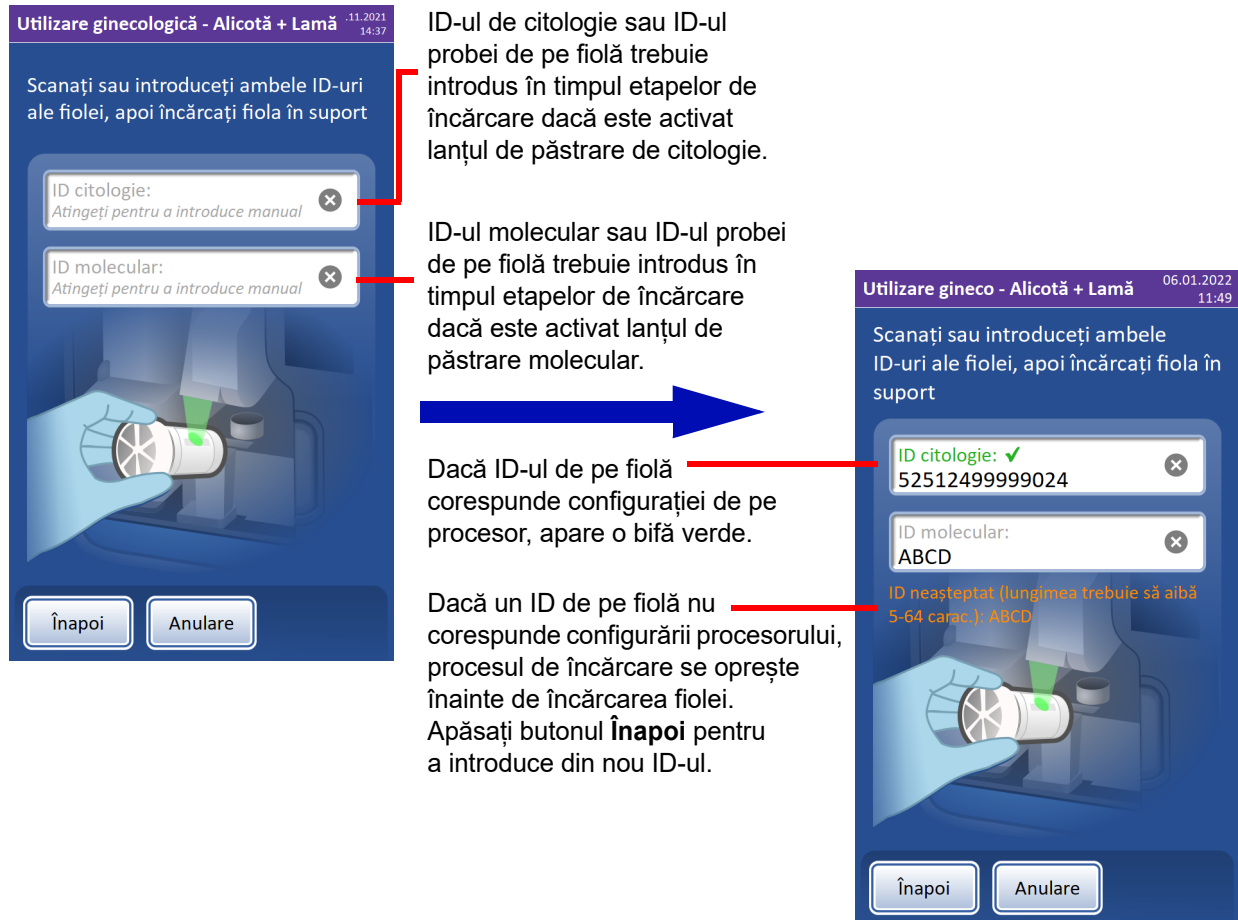 Utilizare ginecologică - Alicotă + Lamă
.11.2021
14:37
Scanați sau introduceți ambele ID-uri
ale fiolei, apoi încărcați fiola în suport
ID citologie:
Atingeți pentru a introduce manual
ID molecular:
Atingeți pentru a introduce manual
Înapoi
Anulare
ID-ul de citologie sau ID-ul
probei de pe fiolă trebuie
introdus în timpul etapelor de
încărcare dacă este activat
lanțul de păstrare de citologie.
ID-ul molecular sau ID-ul probei
de pe fiolă trebuie introdus în
timpul etapelor de încărcare
dacă este activat lanțul de
păstrare molecular.
Dacă ID-ul de pe fiolă
corespunde configurației de pe
procesor, apare o bifă verde.
Dacă un ID de pe fiolă nu
corespunde configurării procesorului,
procesul de încărcare se oprește
înainte de încărcarea fiolei.
Apăsați butonul Înapoi pentru
a introduce din nou ID-ul.
Utilizare gineco - Alicotă + Lamă
06.01.2022
11:49
Scanați sau introduceți ambele
ID-uri ale fiolei, apoi încărcați fiola în
suport
ID citologie: ✓
52512499999024
ID molecular:
ABCD
ID neașteptat (lungimea trebuie să aibă
5-64 carac.): ABCD
Înapoi
Anulare